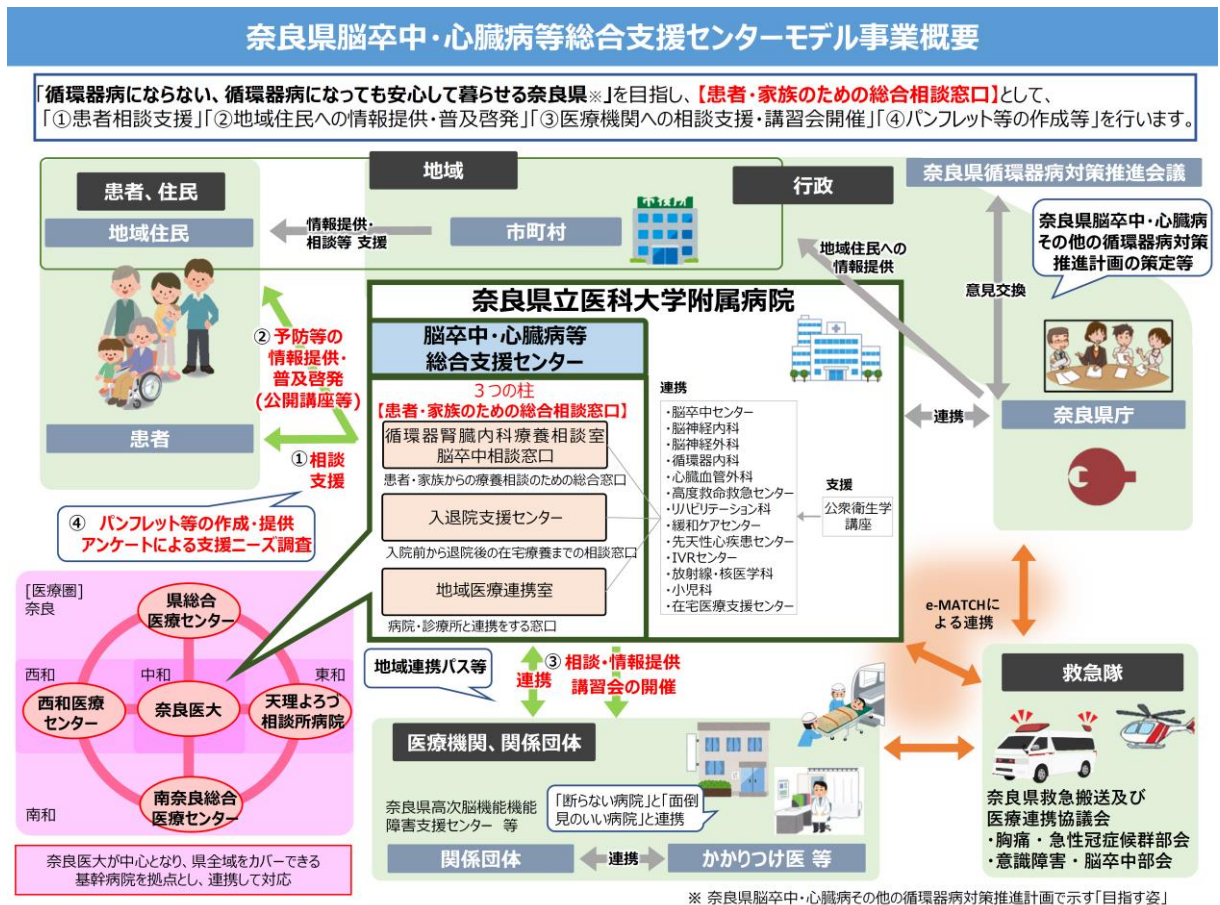 奈良県脳卒中・心臓病等総合支援センターモデル事業概要
「循環器病にならない、循環器病になっても安心して暮らせる奈良県※」を目指し、【患者・家族のための総合相談窓口】として、
「①患者相談支援」「②地域住民への情報提供・普及啓発」「③医療機関への相談支援・講習会開催」「④パンフレット等の作成等」を行います。
患者、住民
地域住民
地域
情報提供・
相談等 支援
市町村
市役所
行政
奈良県循環器病対策推進会議
奈良県脳卒中・心臓病
その他の循環器病対策
推進計画の策定等
地域住民への
情報提供
意見交換
奈良県庁
連携
患者
② 予防等の
情報提供・
普及啓発
(公開講座等)
① 相談
支援
④ パンフレット等の作成・提供
アンケートによる支援ニーズ調査
奈良県立医科大学附属病院
脳卒中・心臓病等
総合支援センター
3つの柱
【患者・家族のための総合相談窓口】
循環器腎臓内科療養相談室
脳卒中相談窓口
患者・家族からの療養相談のための総合窓口
入退院支援センター
入院前から退院後の在宅療養までの相談窓口
地域医療連携室
病院・診療所と連携をする窓口
連携
・脳卒中センター
・脳神経内科
・脳神経外科
・循環器内科
・心臓血管外科
・高度救命救急センター
・リハビリテーション科
・緩和ケアセンター
・先天性心疾患センター
・IVRセンター
・放射線・核医学科
・小児科
・在宅医療支援センター
支援
公衆衛生学
講座
[医療圏]
奈良
県総合
医療センター
西和
中和
東和
西和医療
センター
奈良医大
天理よろづ
相談所病院
南奈良総合
医療センター
南和
奈良医大が中心となり、県全域をカバーできる
基幹病院を拠点とし、連携して対応
地域連携パス等
連携
③ 相談・情報提供
講習会の開催
医療機関、関係団体
奈良県高次脳機能機能
障害支援センター 等
「断らない病院」と「面倒
見のいい病院」と連携
関係団体
連携
かかりつけ医 等
e-MATCHに
よる連携
救急隊
奈良県救急搬送及び
医療連携協議会
・胸痛・急性冠症候群部会
・意識障害・脳卒中部会
※ 奈良県脳卒中・心臓病その他の循環器病対策推進計画で示す「目指す姿」